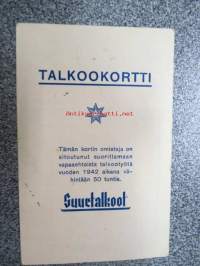 TALKOOKORTTI
Tämän kortin omistaja on
sitoutunut suorittamaan
vapaaehtoista talkootyötä
vuoden 1942 aikana vä-
hintään 50 tuntia.
Suurtalkoot